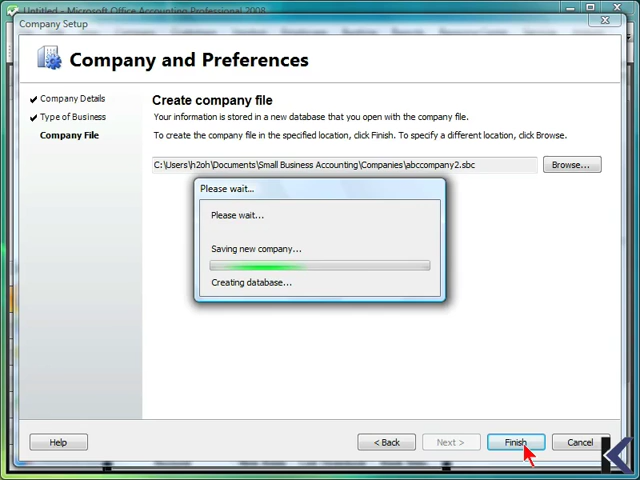 Untitled - Microsoft Office Accounting Professional 2008
Company Setup
Company and Preferences
Company Details
Type of Business
Company File
Create company file
Your information is stored in a new database that you open with the company file.
To create the company file in the specified location, click Finish. To specify a different location, click Browse.
C:\Users\h2oh\Documents\Small Business Accounting\Companies\abccompany2.sbc
Browse...
Please wait...
Please wait...
Saving new company...
Creating database...
Help
< Back
Next >
Finish
Cancel